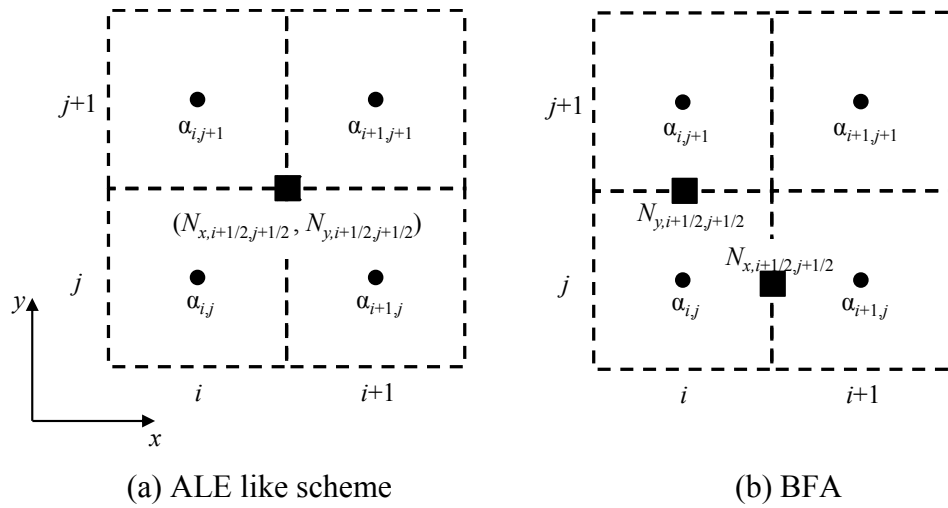 j+1
α_{i,j+1}
α_{i+1,j+1}
(N_{x,i+1/2,j+1/2}, N_{y,i+1/2,j+1/2})
j
α_{i,j}
α_{i+1,j}
y
x
i
i+1
(a) ALE like scheme
j+1
α_{i,j+1}
α_{i+1,j+1}
N_{y,i+1/2,j+1/2}
N_{x,i+1/2,j+1/2}
j
α_{i,j}
α_{i+1,j}
i
i+1
(b) BFA